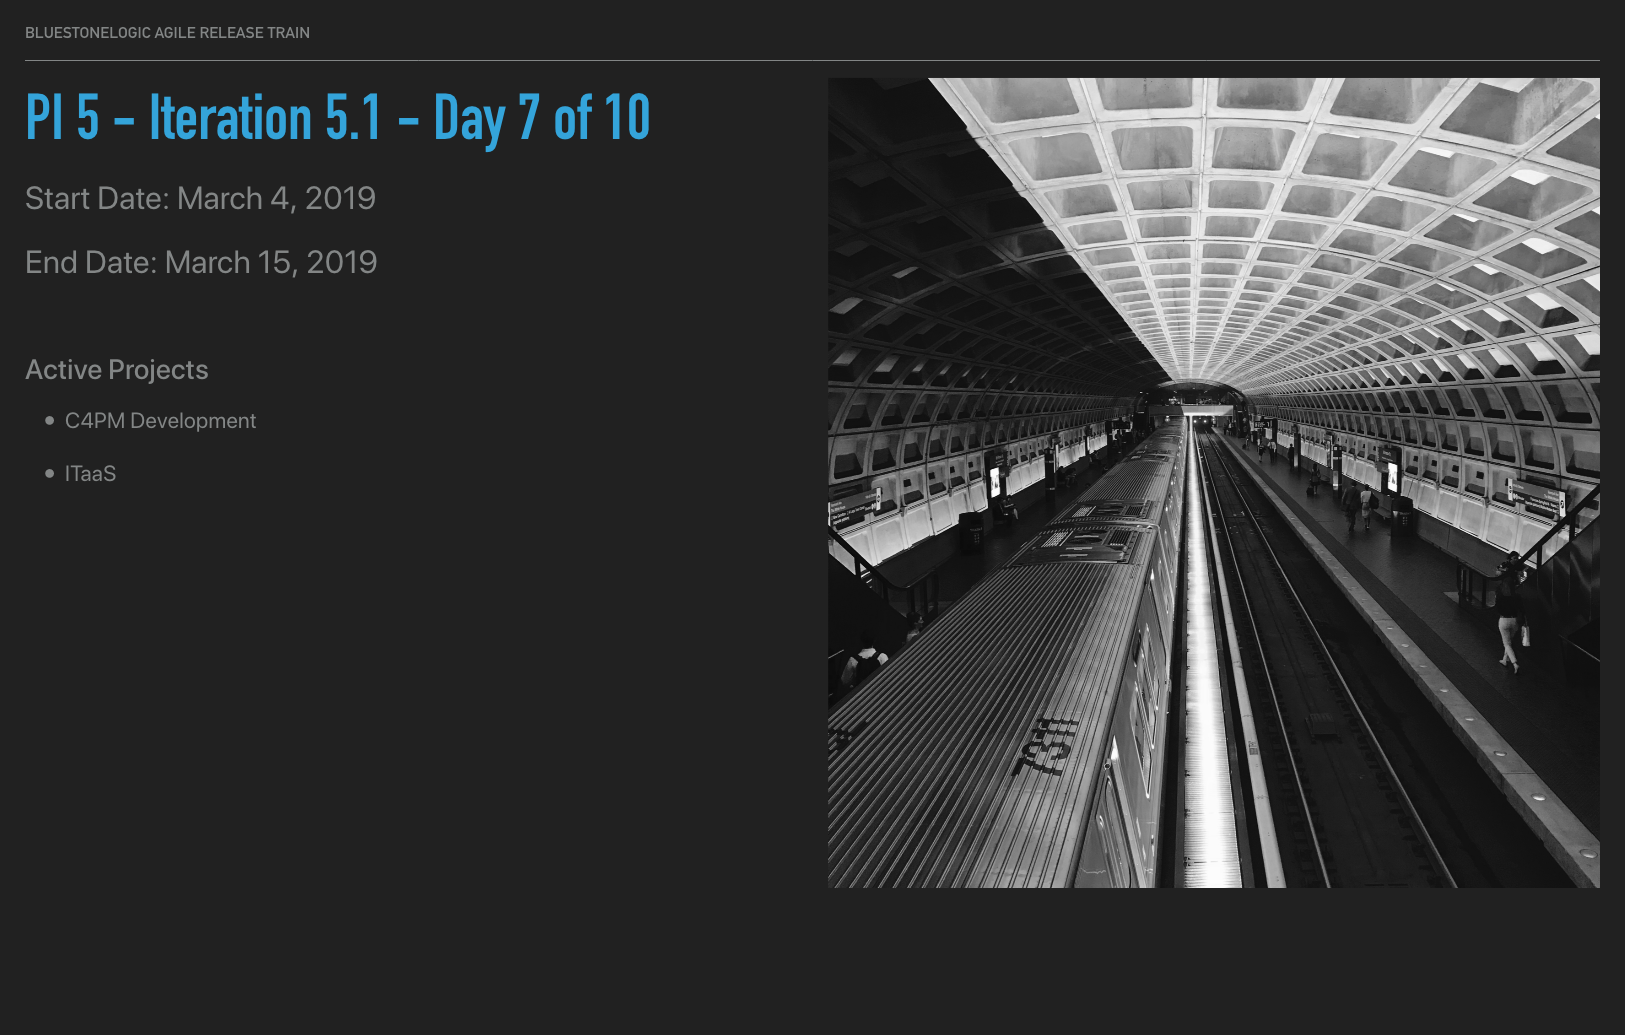 BLUESTONELOGIC AGILE RELEASE TRAIN
PI 5 - Iteration 5.1 - Day 7 of 10
Start Date: March 4, 2019
End Date: March 15, 2019
Active Projects
• C4PM Development
• ITaaS